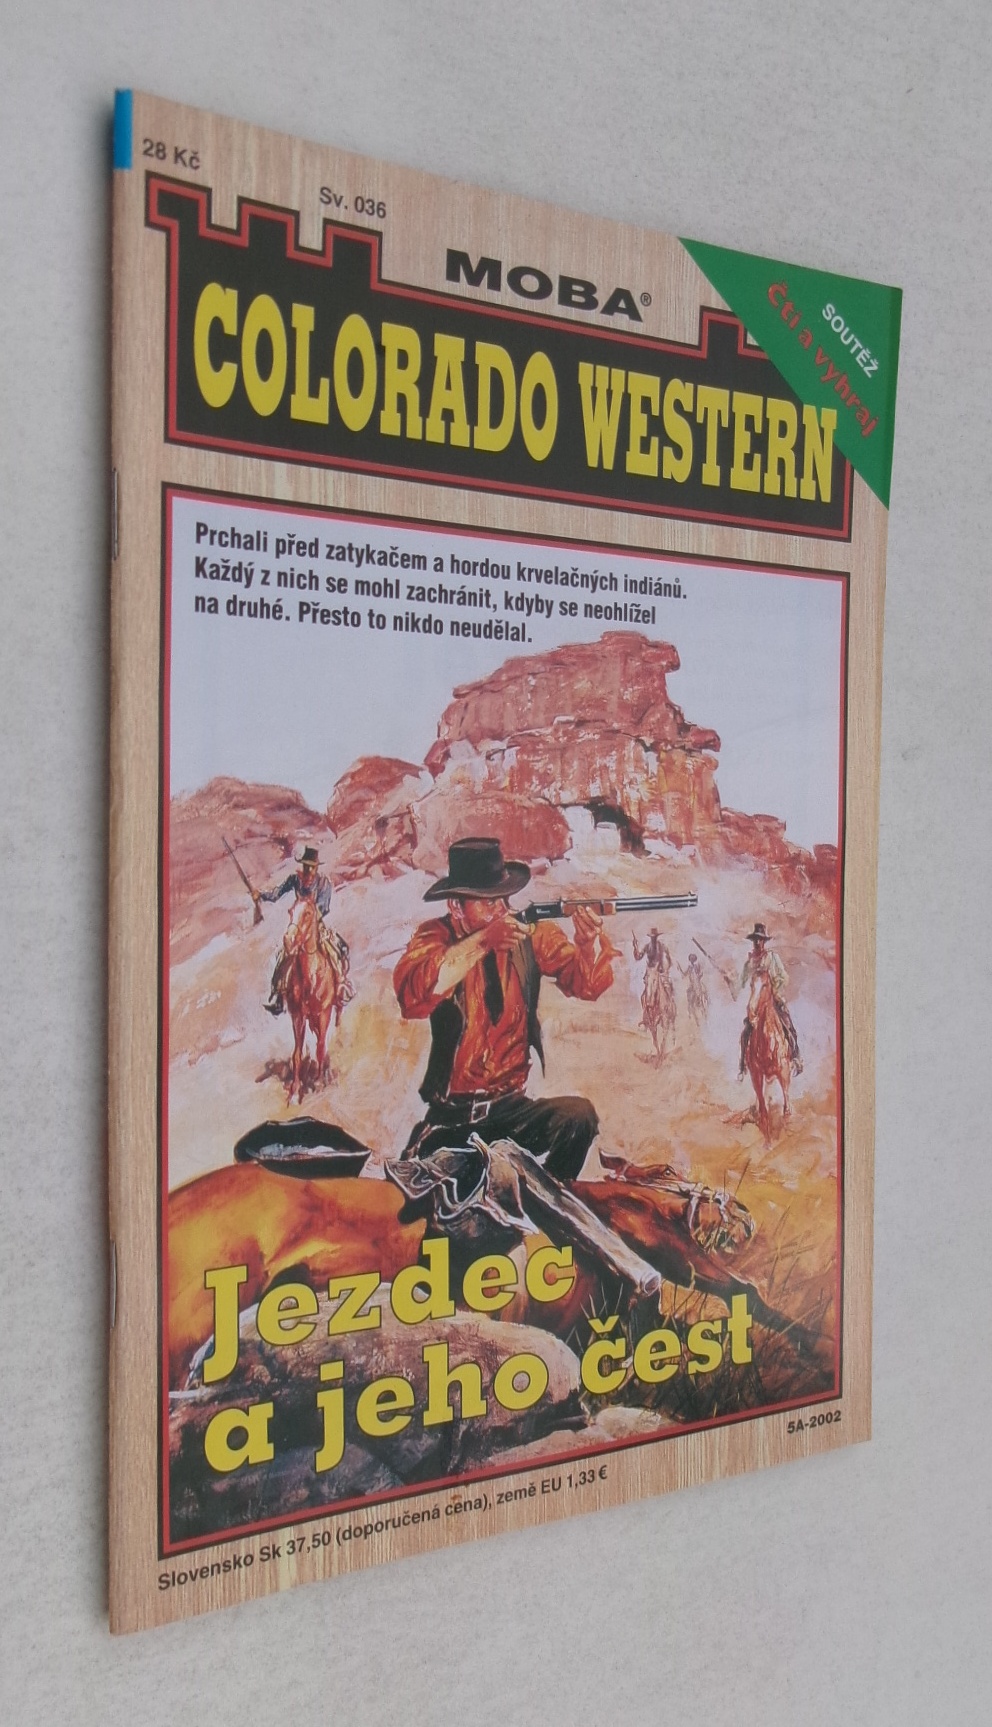 28 Kč
Sv. 036
MOBA®
SOUTĚŽ
Čti a vyhraj
COLORADO WESTERN
Prchali před zatykačem a hordou krvelačných indiánů.
Každý z nich se mohl zachránit, kdyby se neohlížel
na druhé. Přesto to nikdo neudělal.
Jezdec
a jeho čest
5A-2002
Slovensko Sk 37,50 (doporučená cena), země EU 1,33 €